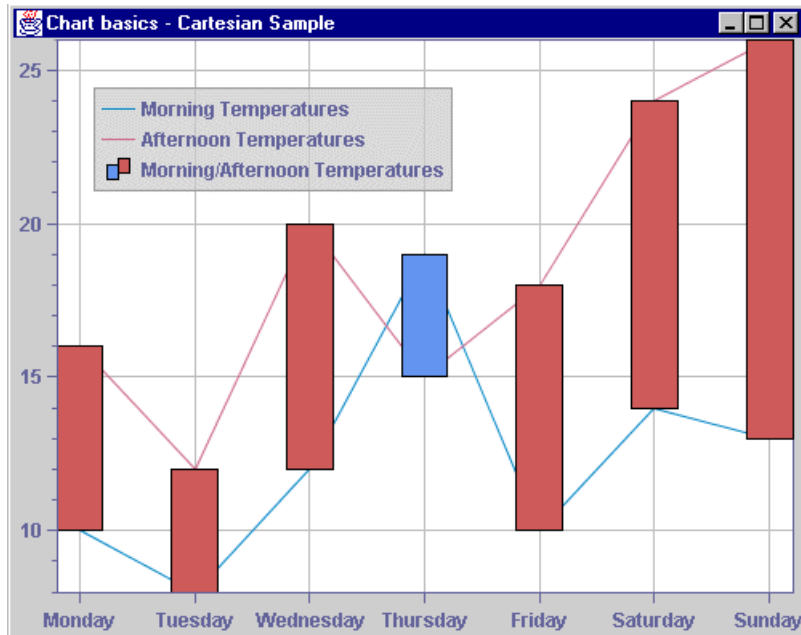 Chart basics - Cartesian Sample
25
Morning Temperatures
Afternoon Temperatures
Morning/Afternoon Temperatures
20
15
10
Monday Tuesday Wednesday Thursday Friday Saturday Sunday